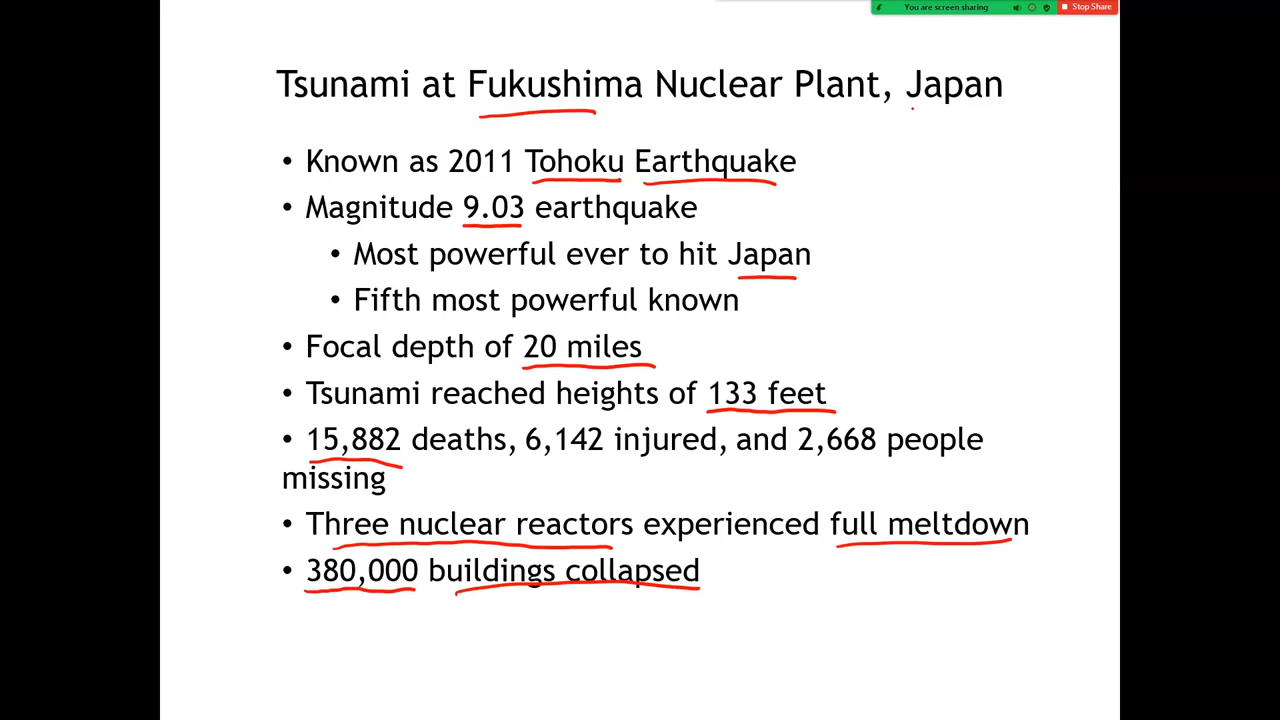 You are screen sharing
Stop Share
Tsunami at Fukushima Nuclear Plant, Japan
• Known as 2011 Tohoku Earthquake
• Magnitude 9.03 earthquake
• Most powerful ever to hit Japan
• Fifth most powerful known
• Focal depth of 20 miles
• Tsunami reached heights of 133 feet
• 15,882 deaths, 6,142 injured, and 2,668 people
missing
• Three nuclear reactors experienced full meltdown
• 380,000 buildings collapsed